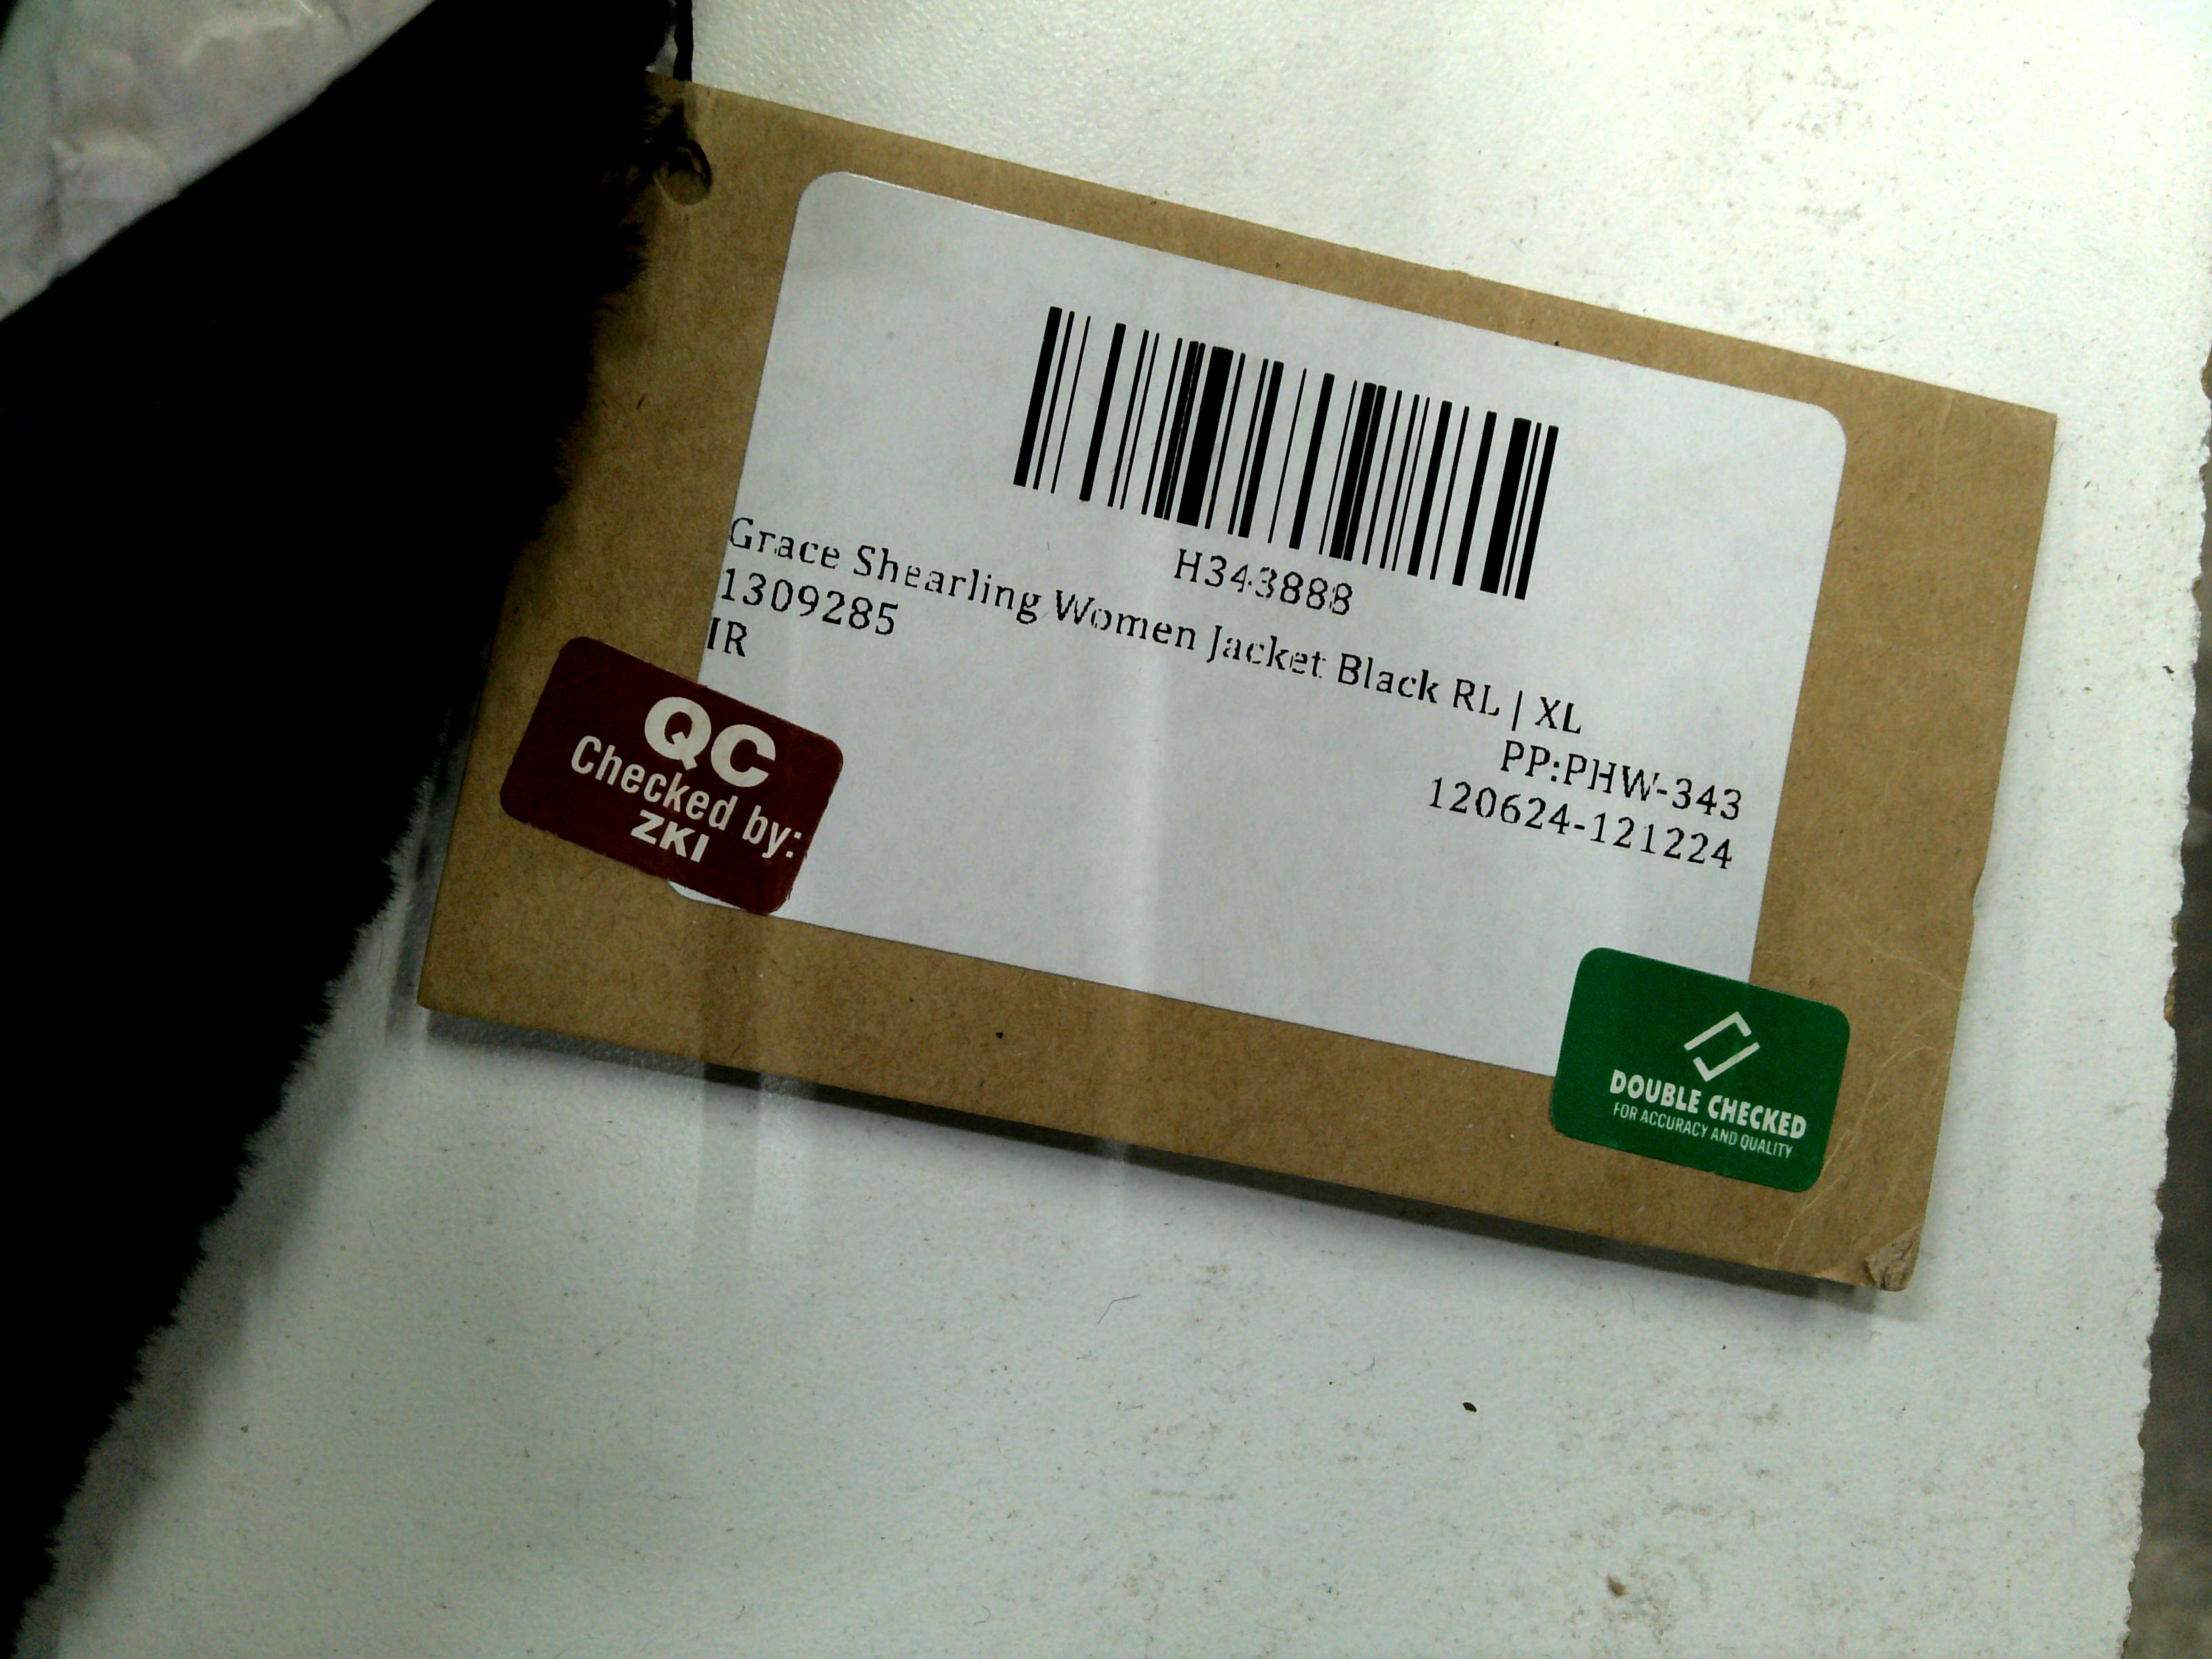 H343888
Grace Shearling Women Jacket Black RL | XL
1309285
IR
PP:PHW-343
120624-121224
QC
Checked by:
ZKI
DOUBLE CHECKED
FOR ACCURACY AND QUALITY